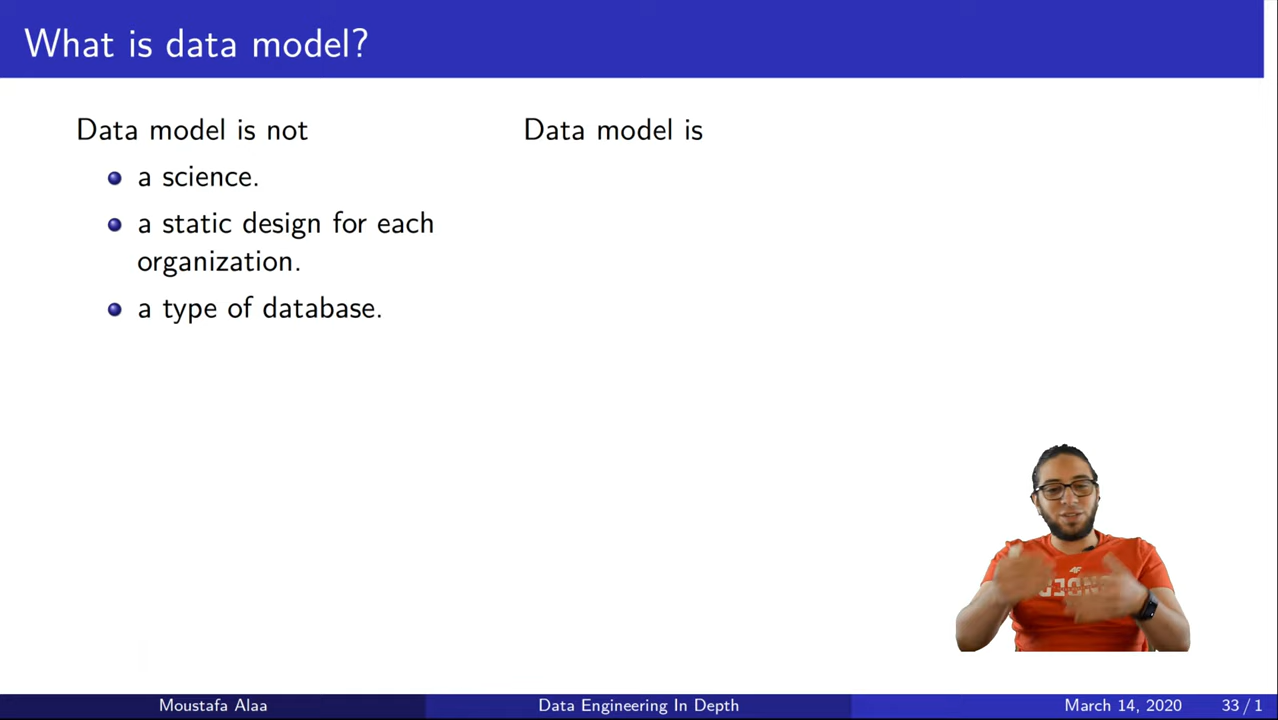 What is data model?
Data model is not
a science.
a static design for each
organization.
a type of database.
Data model is
Moustafa Alaa
Data Engineering In Depth
March 14, 2020
33 / 1